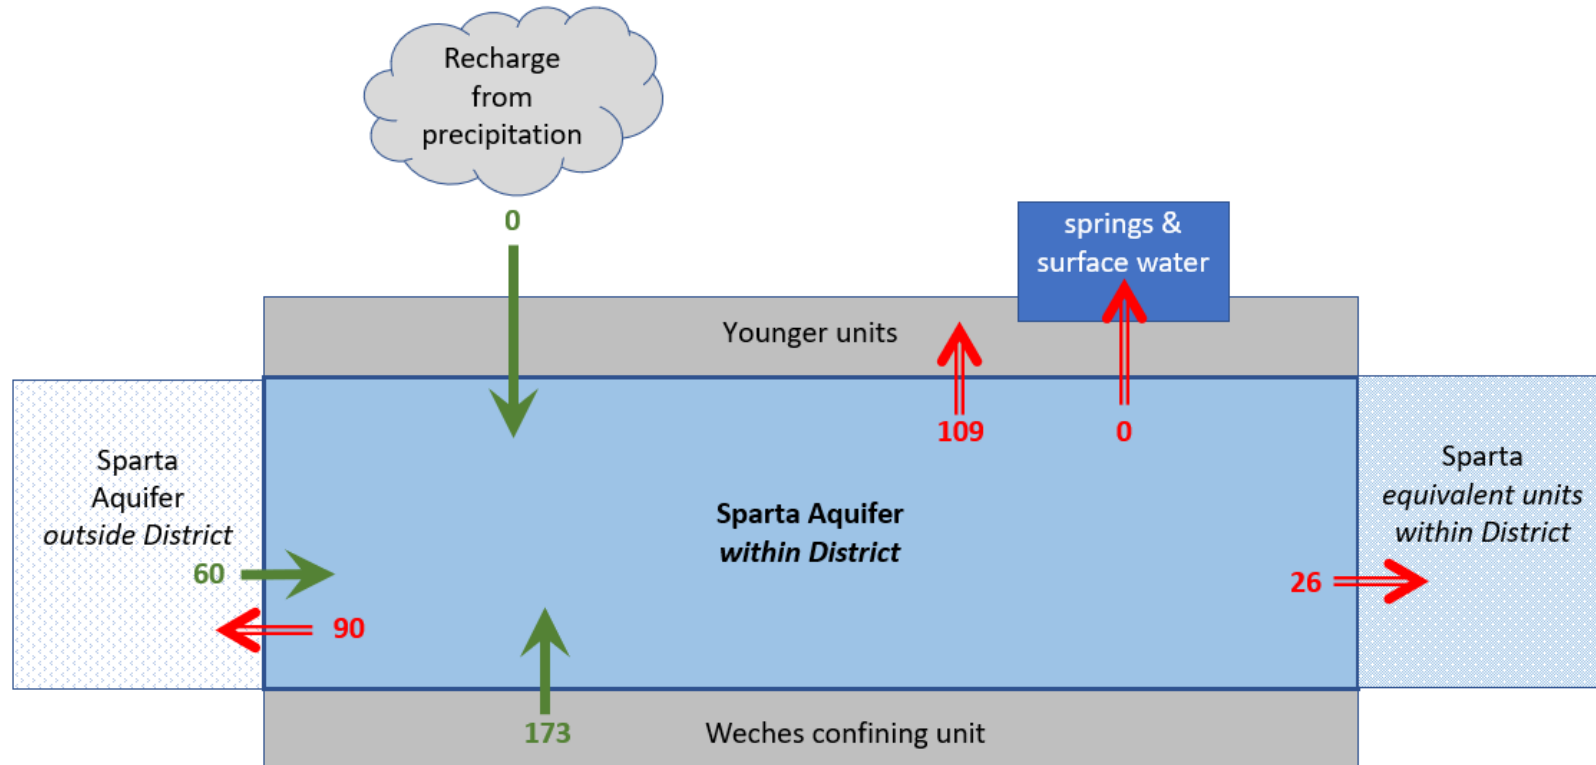 Recharge
from
precipitation
0
springs &
surface water
Younger units
109
0
Sparta
Aquifer
outside District
60
90
Sparta Aquifer
within District
Sparta
equivalent units
within District
26
173
Weches confining unit